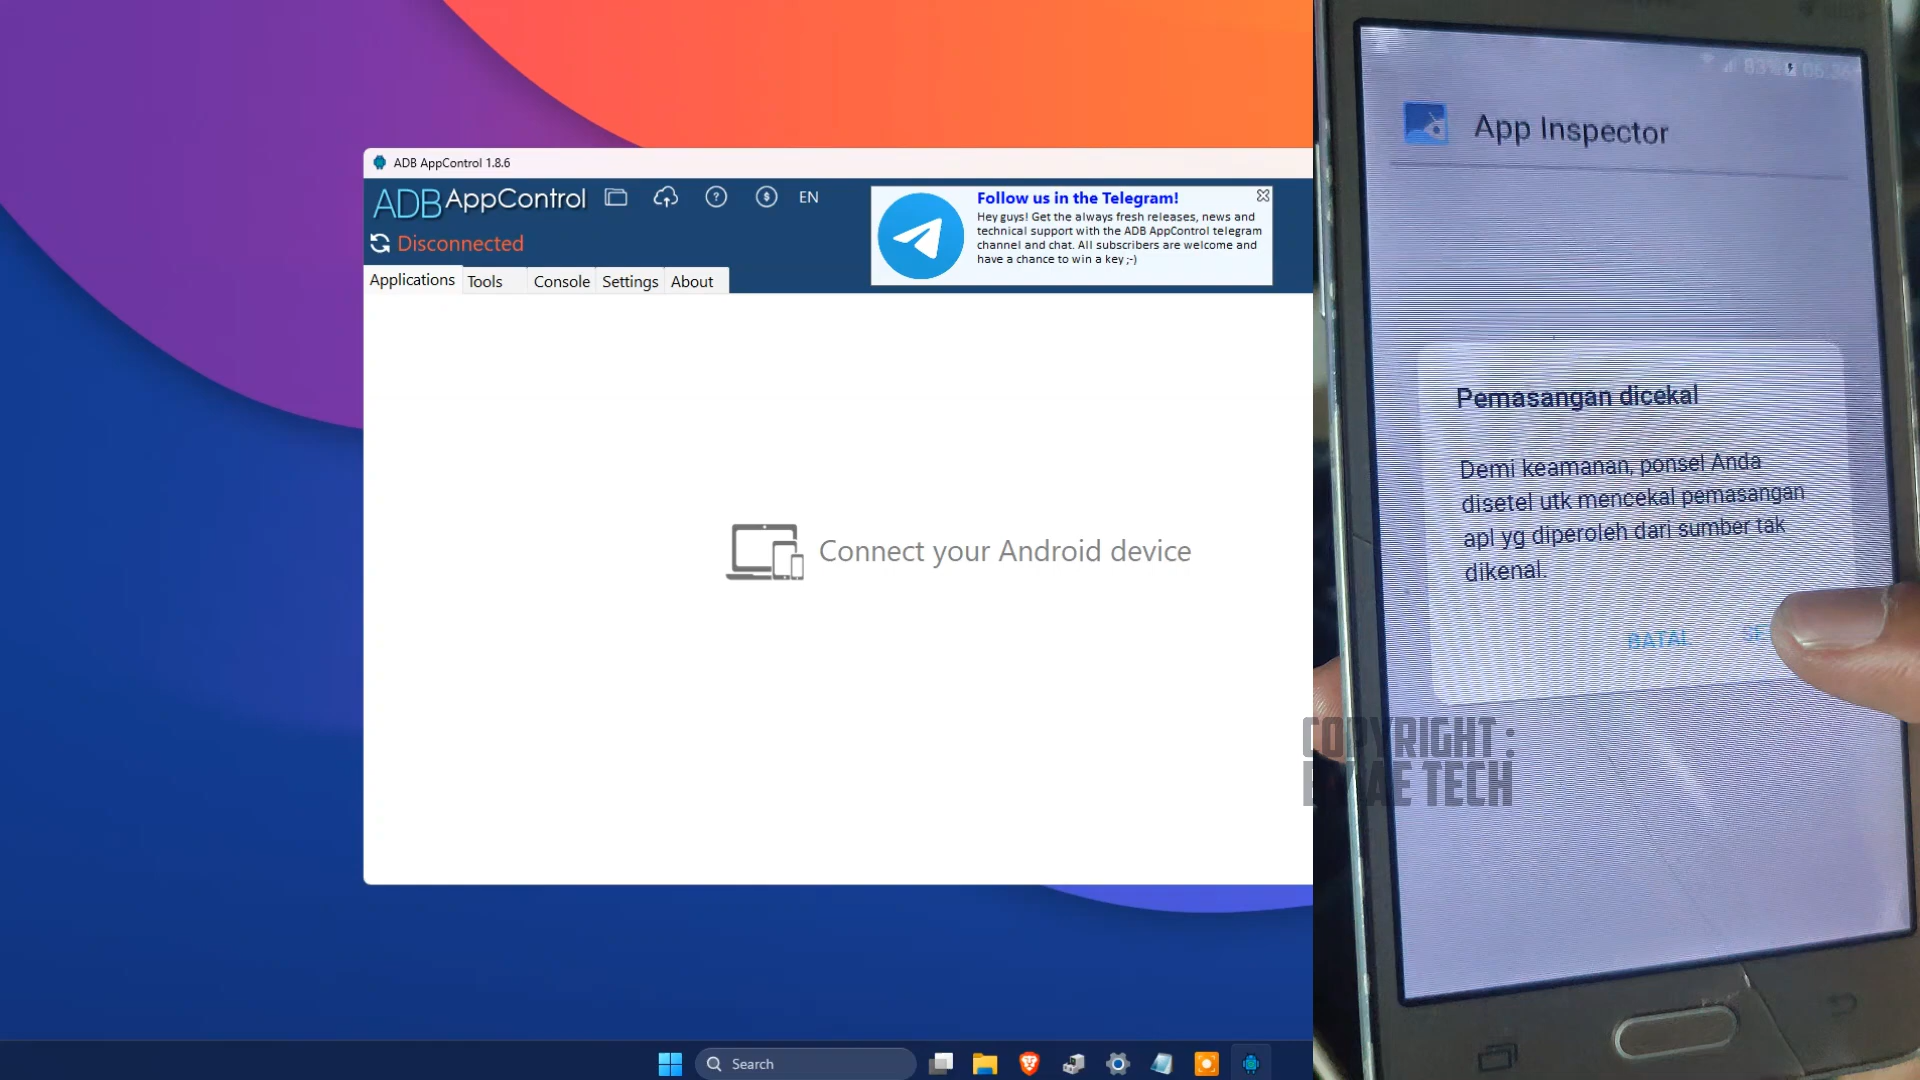 ADB AppControl 1.8.6
ADB AppControl
EN
Disconnected
Applications
Tools
Console
Settings
About
Follow us in the Telegram!
Hey guys! Get the always fresh releases, news and
technical support with the ADB AppControl telegram
channel and chat. All subscribers are welcome and
have a chance to win a key ;-)
Connect your Android device
Search
83%
App Inspector
Pemasangan dicekal
Demi keamanan, ponsel Anda
disetel utk mencekal pemasangan
apl yg diperoleh dari sumber tak
dikenal.
BATAL
COPYRIGHT :
TECH